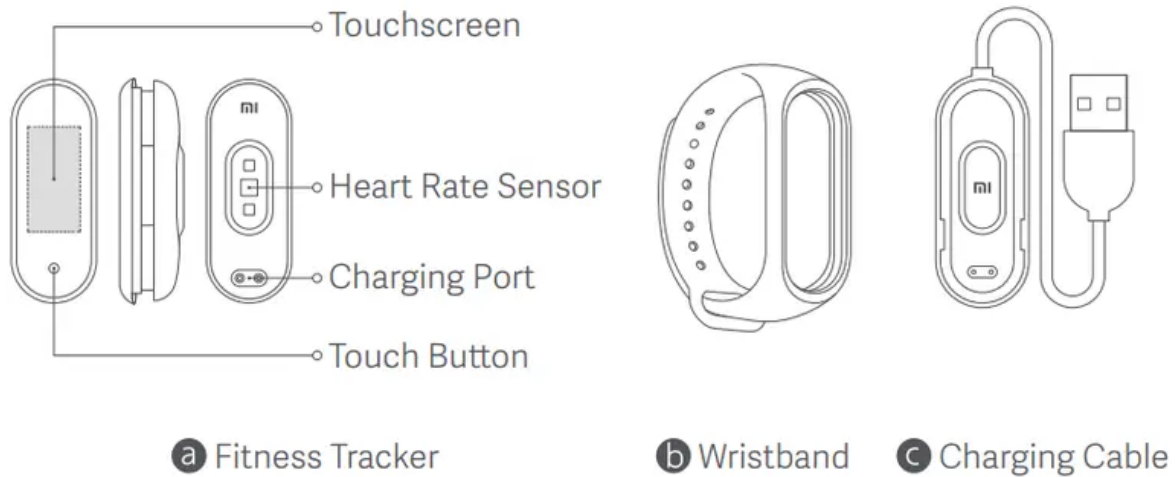 Touchscreen
mi
Heart Rate Sensor
mi
Charging Port
Touch Button
a Fitness Tracker
b Wristband
c Charging Cable